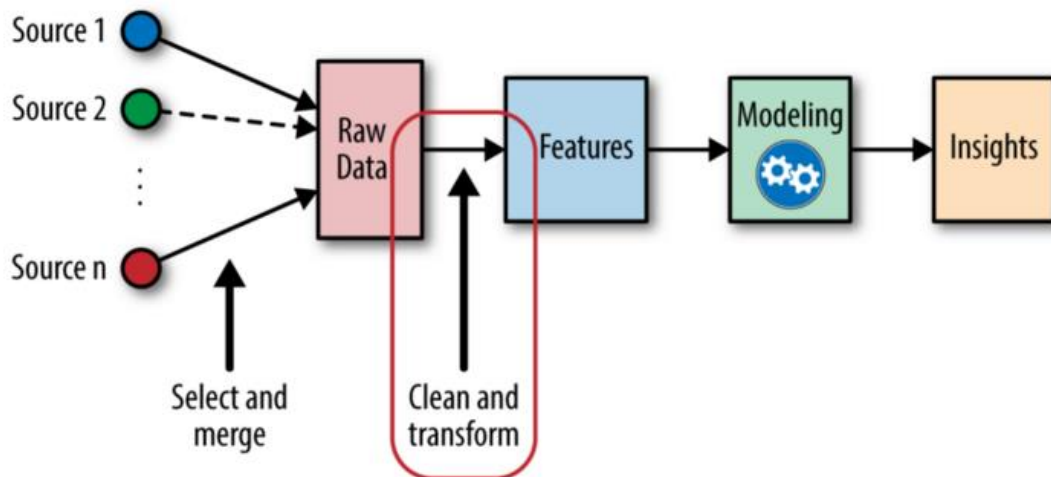 Source 1
Source 2
Source n
Select and
merge
Raw
Data
Clean and
transform
Features
Modeling
Insights